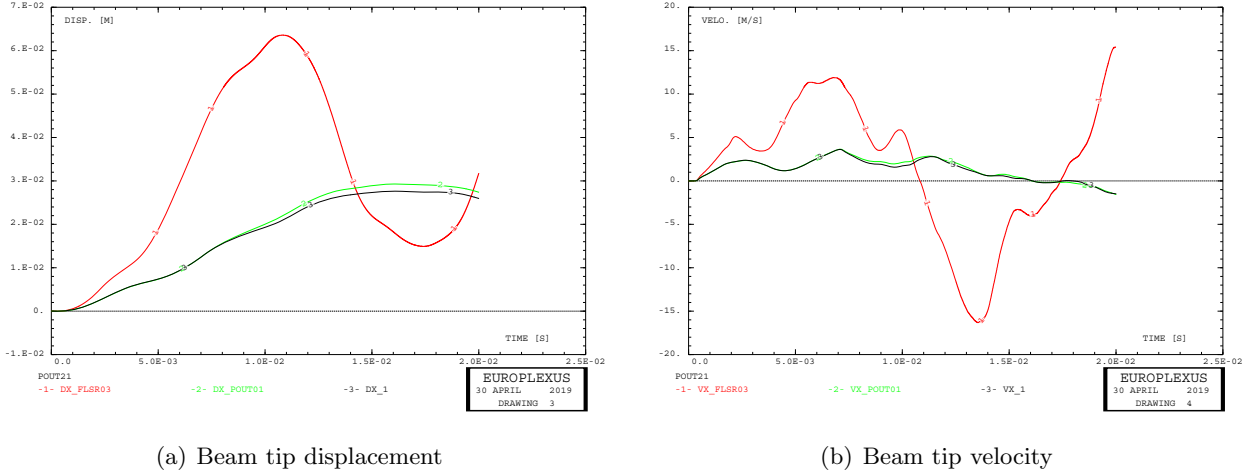 7.E-02
DISP. [M]
6.E-02
5.E-02
4.E-02
3.E-02
2.E-02
1.E-02
0.
-1.E-02
TIME [S]
0.0
5.0E-03
1.0E-02
1.5E-02
2.0E-02
2.5E-02
POUT21
-1- DX_FLSR03
-2- DX_POUT01
-3- DX_1
EUROPLEXUS
30 APRIL 2019
DRAWING 3
(a) Beam tip displacement
20.
VELO. [M/S]
15.
10.
5.
0.
-5.
-10.
-15.
-20.
TIME [S]
0.0
5.0E-03
1.0E-02
1.5E-02
2.0E-02
2.5E-02
POUT21
-1- VX_FLSR03
-2- VX_POUT01
-3- VX_1
EUROPLEXUS
30 APRIL 2019
DRAWING 4
(b) Beam tip velocity